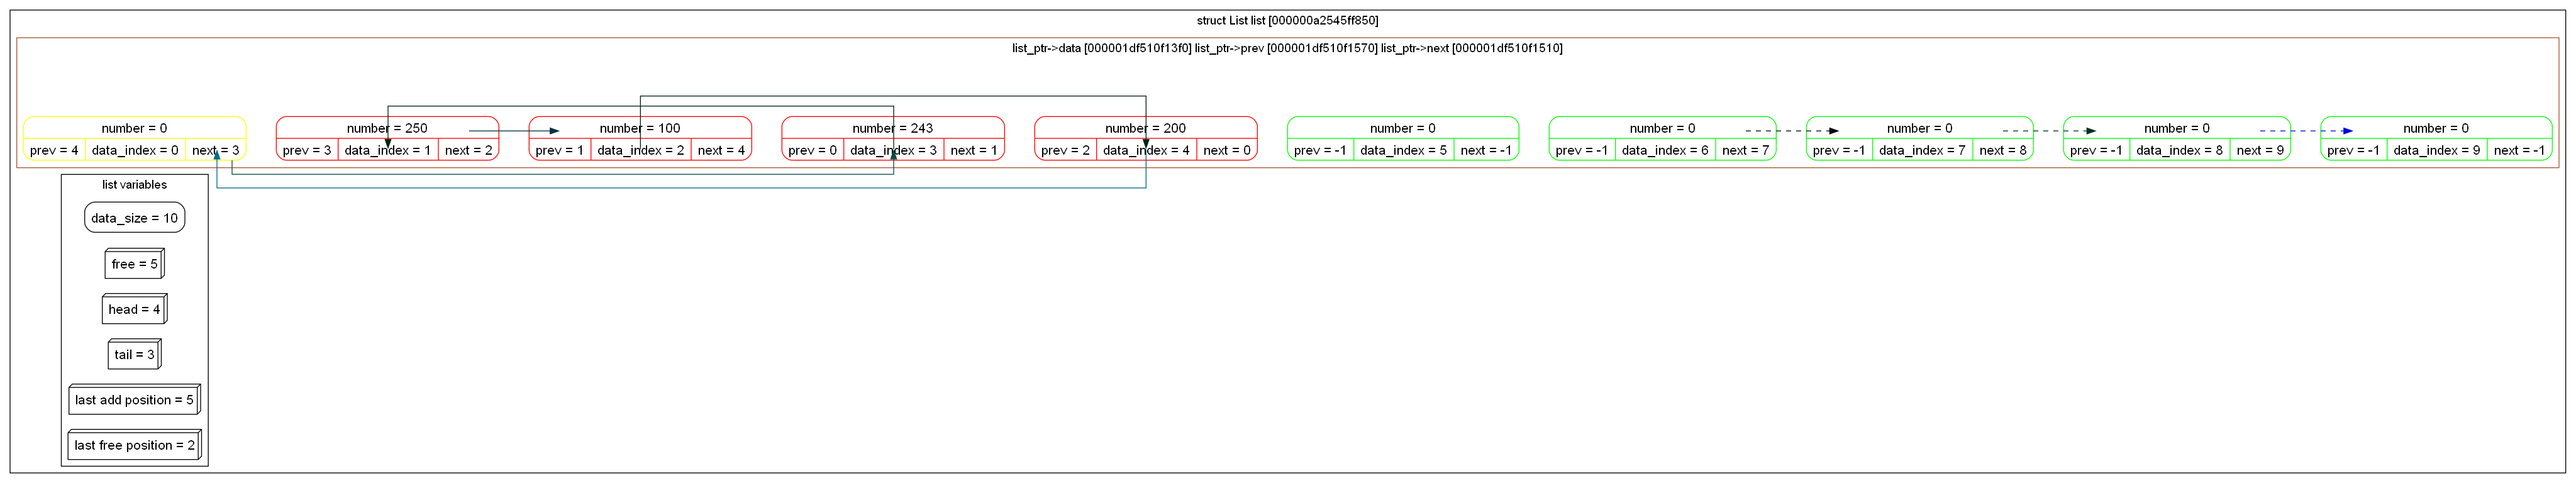 struct List list [000000a2545ff850]
list_ptr->data [000001df510f13f0] list_ptr->prev [000001df510f1570] list_ptr->next [000001df510f1510]
number = 0
prev = 4 data_index = 0 next = 3
number = 250
prev = 3 data_index = 1 next = 2
number = 100
prev = 1 data_index = 2 next = 4
number = 243
prev = 0 data_index = 3 next = 1
number = 200
prev = 2 data_index = 4 next = 0
number = 0
prev = -1 data_index = 5 next = -1
number = 0
prev = -1 data_index = 6 next = 7
number = 0
prev = -1 data_index = 7 next = 8
number = 0
prev = -1 data_index = 8 next = 9
number = 0
prev = -1 data_index = 9 next = -1
list variables
data_size = 10
free = 5
head = 4
tail = 3
last add position = 5
last free position = 2